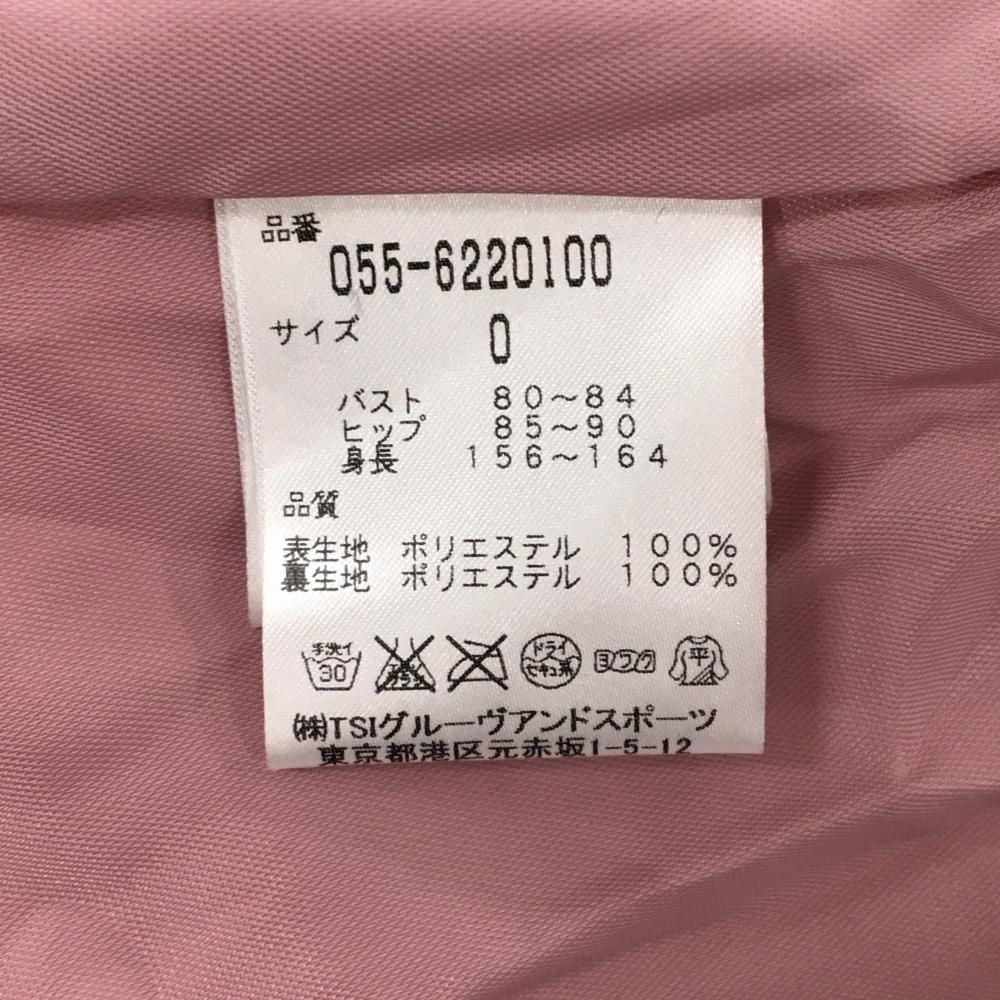 品番
055-6220100
サイズ 0
バスト 80〜84
ヒップ 85〜90
身長 156〜164
品質
表生地 ポリエステル 100%
裏生地 ポリエステル 100%
手洗イ 30 ドライ セキユ系 ヨワク 平
㈱TSIグルーヴアンドスポーツ
東京都港区元赤坂1-5-12